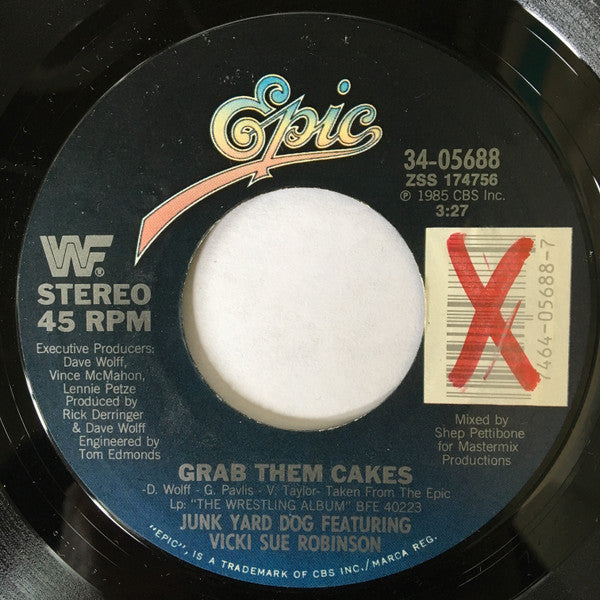 Epic
34-05688
ZSS 174756
℗ 1985 CBS Inc.
3:27
WF®
STEREO
45 RPM
Executive Producers:
Dave Wolff,
Vince McMahon,
Lennie Petze
Produced by
Rick Derringer
& Dave Wolff
Engineered by
Tom Edmonds
7464-05688-7
X
Mixed by
Shep Pettibone
for Mastermix
Productions
GRAB THEM CAKES
-D. Wolff - G. Pavlis - V. Taylor- Taken From The Epic
Lp: "THE WRESTLING ALBUM" BFE 40223
JUNK YARD DOG FEATURING
VICKI SUE ROBINSON
"EPIC", IS A TRADEMARK OF CBS INC./MARCA REG.